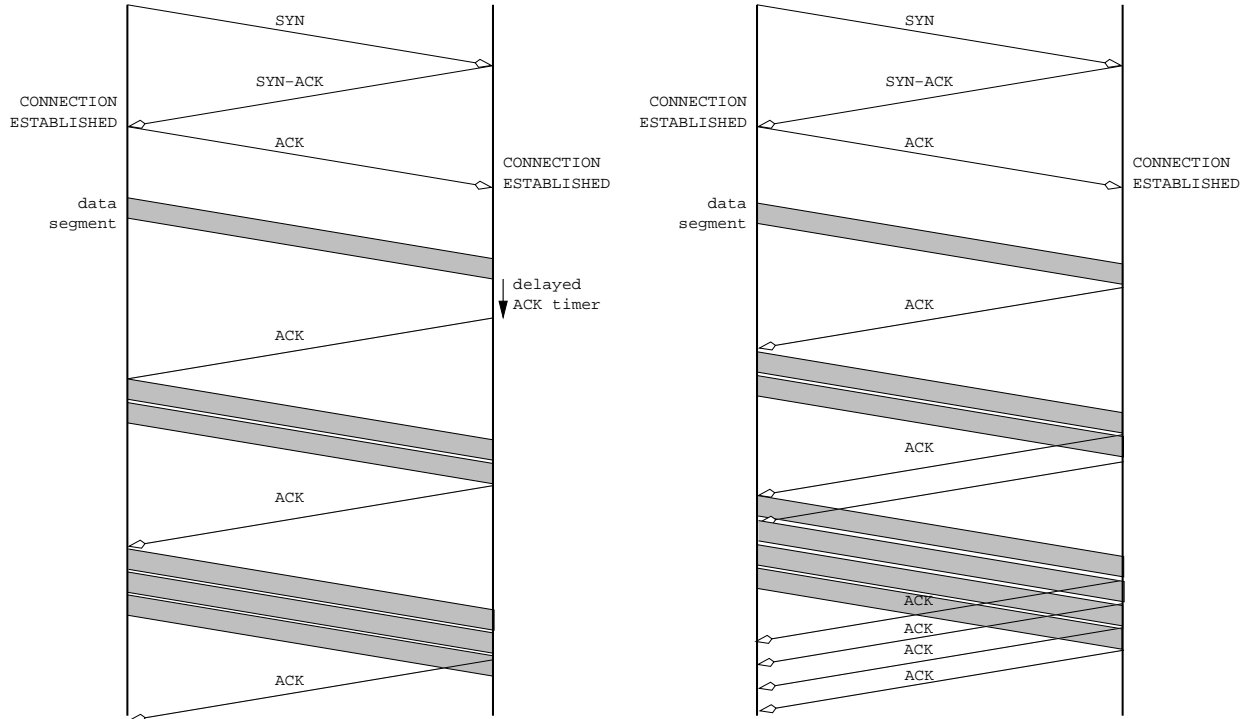 SYN
SYN-ACK
CONNECTION
ESTABLISHED
ACK
CONNECTION
ESTABLISHED
data
segment
delayed
ACK timer
ACK
ACK
ACK
SYN
SYN-ACK
CONNECTION
ESTABLISHED
ACK
CONNECTION
ESTABLISHED
data
segment
ACK
ACK
ACK
ACK
ACK
ACK